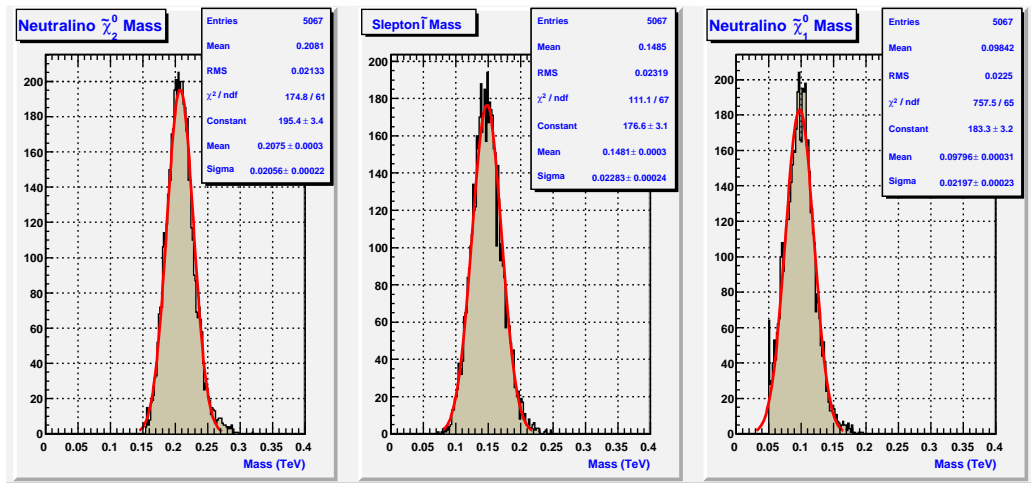 Neutralino χ̃⁰₂ Mass
Entries 5067
Mean 0.2081
RMS 0.02133
χ² / ndf 174.8 / 61
Constant 195.4 ± 3.4
Mean 0.2075 ± 0.0003
Sigma 0.02056 ± 0.00022
200
180
160
140
120
100
80
60
40
20
0
0 0.05 0.1 0.15 0.2 0.25 0.3 0.35 0.4
Mass (TeV)
Slepton l̃ Mass
Entries 5067
Mean 0.1485
RMS 0.02319
χ² / ndf 111.1 / 67
Constant 176.6 ± 3.1
Mean 0.1481 ± 0.0003
Sigma 0.02283 ± 0.00024
200
180
160
140
120
100
80
60
40
20
0
0 0.05 0.1 0.15 0.2 0.25 0.3 0.35 0.4
Mass (TeV)
Neutralino χ̃⁰₁ Mass
Entries 5067
Mean 0.09842
RMS 0.0225
χ² / ndf 757.5 / 65
Constant 183.3 ± 3.2
Mean 0.09796 ± 0.00031
Sigma 0.02197 ± 0.00023
200
180
160
140
120
100
80
60
40
20
0
0 0.05 0.1 0.15 0.2 0.25 0.3 0.35 0.4
Mass (TeV)